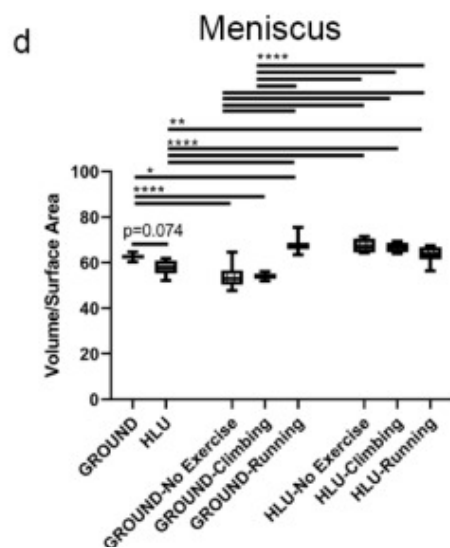 d
Meniscus
****
**
****
*
****
p=0.074
Volume/Surface Area
100
80
60
40
20
0
GROUND
HLU
GROUND-No Exercise
GROUND-Climbing
GROUND-Running
HLU-No Exercise
HLU-Climbing
HLU-Running